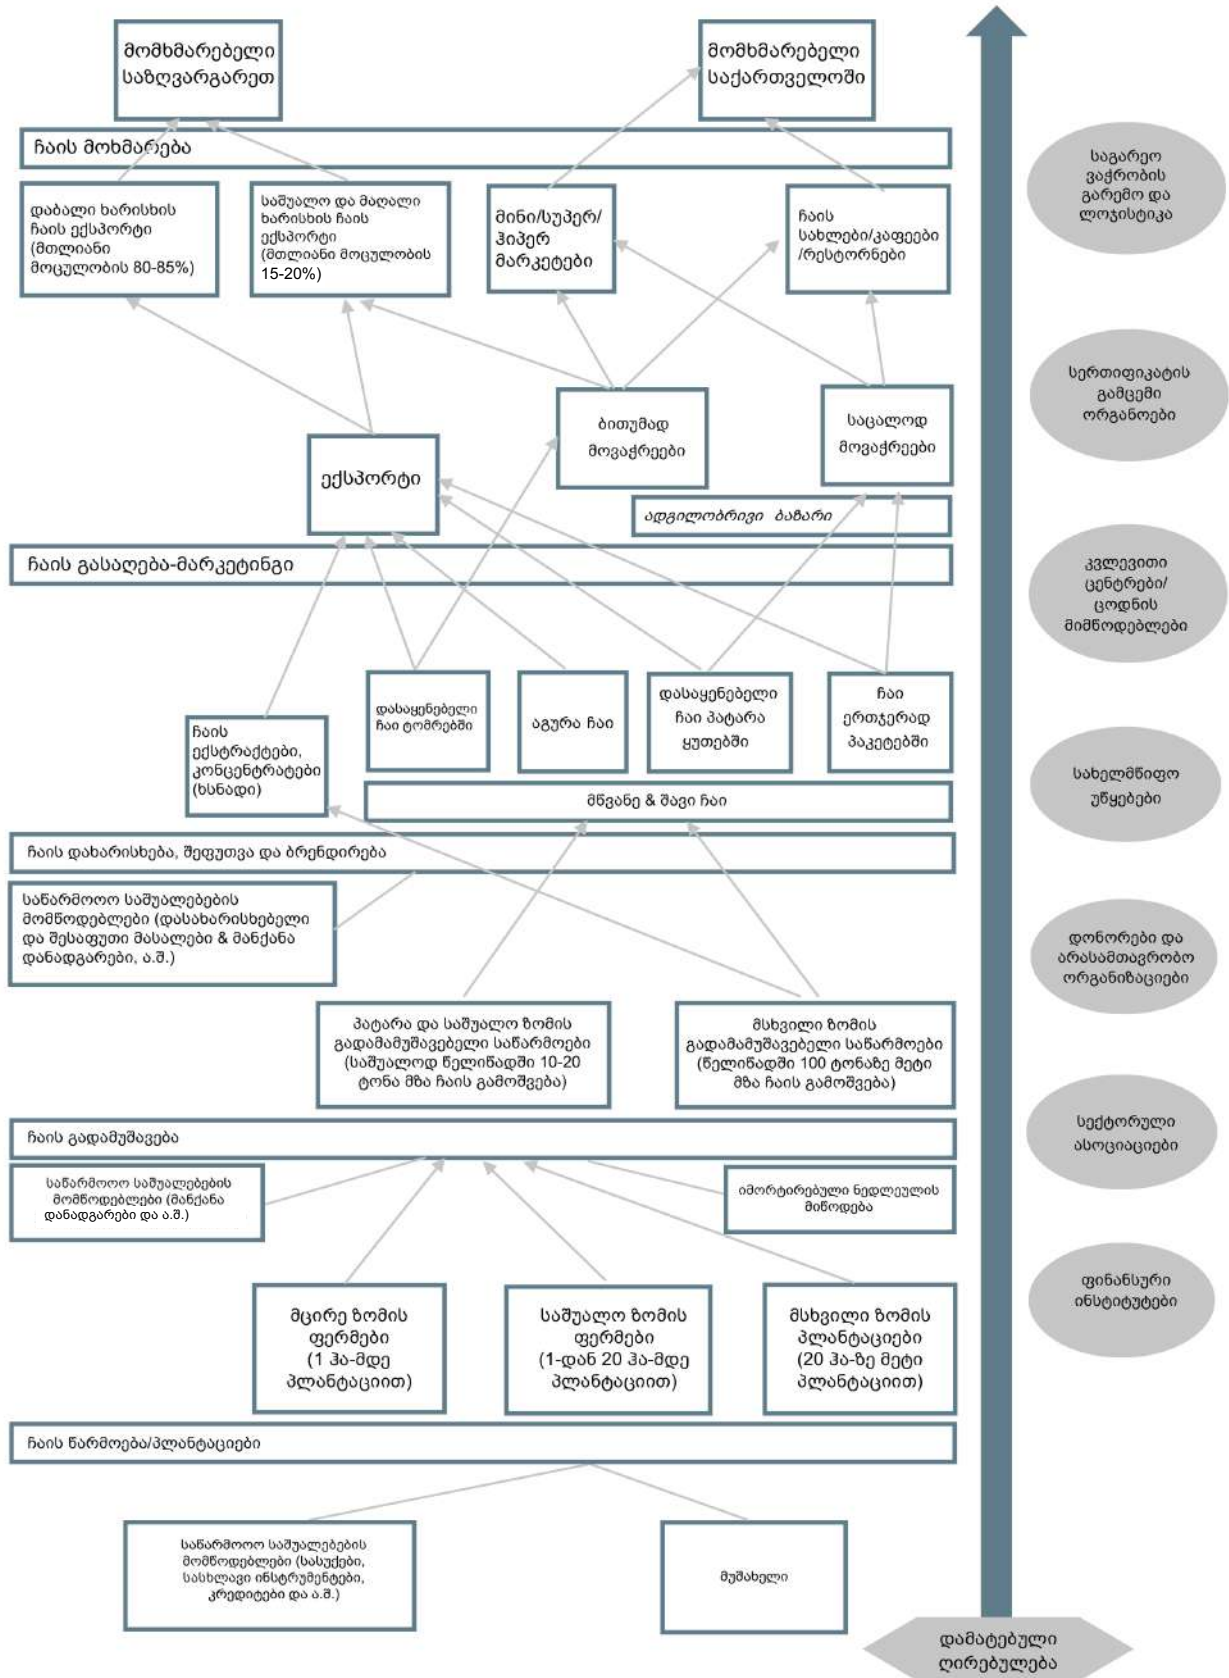 მომხმარებელი
საზღვარგარეთ
მომხმარებელი
საქართველოში
ჩაის მოხმარება
დაბალი ხარისხის
ჩაის ექსპორტი
(მთლიანი
მოცულობის 80-85%)
საშუალო და მაღალი
ხარისხის ჩაის
ექსპორტი
(მთლიანი მოცულობის
15-20%)
მინი/სუპერ/
ჰიპერ
მარკეტები
ჩაის
სახლები/კაფეები
/რესტორნები
ბითუმად
მოვაჭრეები
საცალოდ
მოვაჭრეები
ექსპორტი
ადგილობრივი ბაზარი
ჩაის გასაღება-მარკეტინგი
ჩაის
ექსტრაქტები,
კონცენტრატები
(ხსნადი)
დასაყენებელი
ჩაი ტომრებში
აგურა ჩაი
დასაყენებელი
ჩაი პატარა
ყუთებში
ჩაი
ერთჯერად
პაკეტებში
მწვანე & შავი ჩაი
ჩაის დახარისხება, შეფუთვა და ბრენდირება
საწარმოო საშუალებების
მომწოდებლები (დასახარისხებელი
და შესაფუთი მასალები & მანქანა
დანადგარები, ა.შ.)
პატარა და საშუალო ზომის
გადამამუშავებელი საწარმოები
(საშუალოდ წელიწადში 10-20
ტონა მზა ჩაის გამოშვება)
მსხვილი ზომის
გადამამუშავებელი საწარმოები
(წელიწადში 100 ტონაზე მეტი
მზა ჩაის გამოშვება)
ჩაის გადამუშავება
საწარმოო საშუალებების
მომწოდებლები (მანქანა
დანადგარები და ა.შ.)
იმორტირებული ნედლეულის
მიწოდება
მცირე ზომის
ფერმები
(1 ჰა-მდე
პლანტაციით)
საშუალო ზომის
ფერმები
(1-დან 20 ჰა-მდე
პლანტაციით)
მსხვილი ზომის
პლანტაციები
(20 ჰა-ზე მეტი
პლანტაციით)
ჩაის წარმოება/პლანტაციები
საწარმოო საშუალებების
მომწოდებლები (სასუქები,
სასხლავი ინსტრუმენტები,
კრედიტები და ა.შ.)
მუშახელი
საგარეო
ვაჭრობის
გარემო და
ლოჯისტიკა
სერთიფიკატის
გამცემი
ორგანოები
კვლევითი
ცენტრები/
ცოდნის
მიმწოდებლები
სახელმწიფო
უწყებები
დონორები და
არასამთავრობო
ორგანიზაციები
სექტორული
ასოციაციები
ფინანსური
ინსტიტუტები
დამატებული
ღირებულება